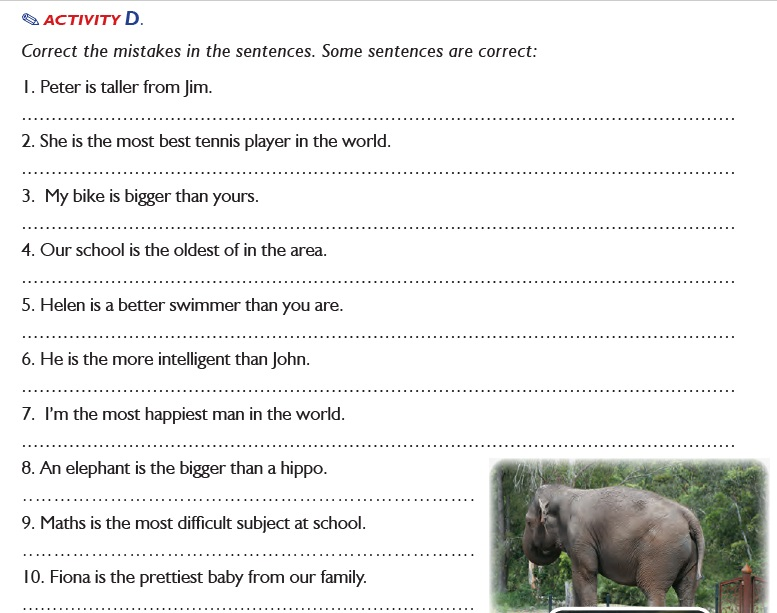 ACTIVITY D.
Correct the mistakes in the sentences. Some sentences are correct:
1. Peter is taller from Jim.
2. She is the most best tennis player in the world.
3. My bike is bigger than yours.
4. Our school is the oldest of in the area.
5. Helen is a better swimmer than you are.
6. He is the more intelligent than John.
7. I'm the most happiest man in the world.
8. An elephant is the bigger than a hippo.
9. Maths is the most difficult subject at school.
10. Fiona is the prettiest baby from our family.